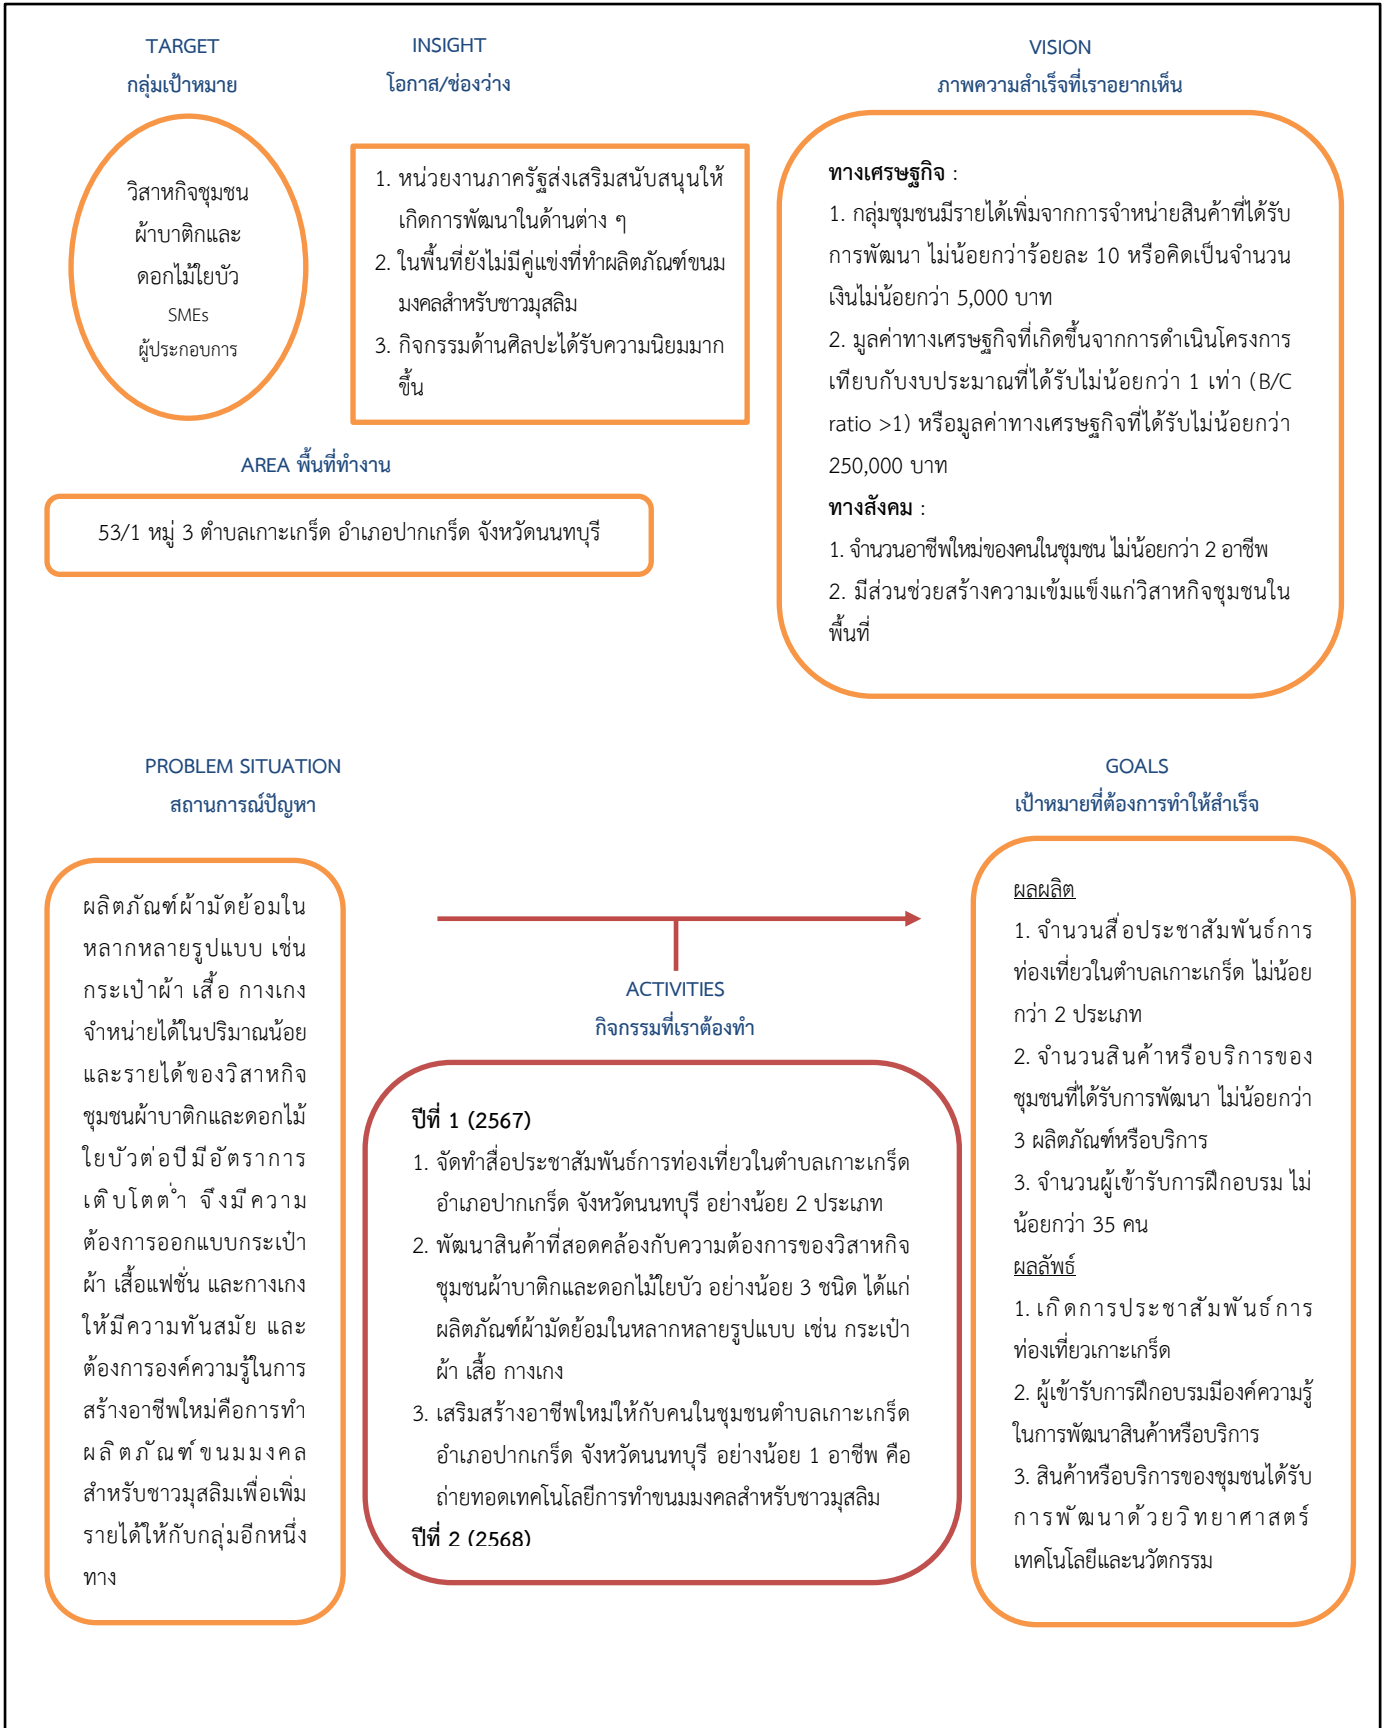 TARGET
กลุ่มเป้าหมาย
วิสาหกิจชุมชน
ผ้าบาติกและ
ดอกไม้ใยบัว
SMEs
ผู้ประกอบการ
INSIGHT
โอกาส/ช่องว่าง
1. หน่วยงานภาครัฐส่งเสริมสนับสนุนให้
เกิดการพัฒนาในด้านต่าง ๆ
2. ในพื้นที่ยังไม่มีคู่แข่งที่ทำผลิตภัณฑ์ขนม
มงคลสำหรับชาวมุสลิม
3. กิจกรรมด้านศิลปะได้รับความนิยมมาก
ขึ้น
VISION
ภาพความสำเร็จที่เราอยากเห็น
ทางเศรษฐกิจ :
1. กลุ่มชุมชนมีรายได้เพิ่มจากการจำหน่ายสินค้าที่ได้รับ
การพัฒนา ไม่น้อยกว่าร้อยละ 10 หรือคิดเป็นจำนวน
เงินไม่น้อยกว่า 5,000 บาท
2. มูลค่าทางเศรษฐกิจที่เกิดขึ้นจากการดำเนินโครงการ
เทียบกับงบประมาณที่ได้รับไม่น้อยกว่า 1 เท่า (B/C
ratio >1) หรือมูลค่าทางเศรษฐกิจที่ได้รับไม่น้อยกว่า
250,000 บาท
ทางสังคม :
1. จำนวนอาชีพใหม่ของคนในชุมชน ไม่น้อยกว่า 2 อาชีพ
2. มีส่วนช่วยสร้างความเข้มแข็งแก่วิสาหกิจชุมชนใน
พื้นที่
AREA พื้นที่ทำงาน
53/1 หมู่ 3 ตำบลเกาะเกร็ด อำเภอปากเกร็ด จังหวัดนนทบุรี
PROBLEM SITUATION
สถานการณ์ปัญหา
ผลิตภัณฑ์ผ้ามัดย้อมใน
หลากหลายรูปแบบ เช่น
กระเป๋าผ้า เสื้อ กางเกง
จำหน่ายได้ในปริมาณน้อย
และรายได้ของวิสาหกิจ
ชุมชนผ้าบาติกและดอกไม้
ใยบัวต่อปีมีอัตราการ
เติบโตต่ำ จึงมีความ
ต้องการออกแบบกระเป๋า
ผ้า เสื้อแฟชั่น และกางเกง
ให้มีความทันสมัย และ
ต้องการองค์ความรู้ในการ
สร้างอาชีพใหม่คือการทำ
ผลิตภัณฑ์ขนมมงคล
สำหรับชาวมุสลิมเพื่อเพิ่ม
รายได้ให้กับกลุ่มอีกหนึ่ง
ทาง
ACTIVITIES
กิจกรรมที่เราต้องทำ
ปีที่ 1 (2567)
1. จัดทำสื่อประชาสัมพันธ์การท่องเที่ยวในตำบลเกาะเกร็ด
อำเภอปากเกร็ด จังหวัดนนทบุรี อย่างน้อย 2 ประเภท
2. พัฒนาสินค้าที่สอดคล้องกับความต้องการของวิสาหกิจ
ชุมชนผ้าบาติกและดอกไม้ใยบัว อย่างน้อย 3 ชนิด ได้แก่
ผลิตภัณฑ์ผ้ามัดย้อมในหลากหลายรูปแบบ เช่น กระเป๋า
ผ้า เสื้อ กางเกง
3. เสริมสร้างอาชีพใหม่ให้กับคนในชุมชนตำบลเกาะเกร็ด
อำเภอปากเกร็ด จังหวัดนนทบุรี อย่างน้อย 1 อาชีพ คือ
ถ่ายทอดเทคโนโลยีการทำขนมมงคลสำหรับชาวมุสลิม
ปีที่ 2 (2568)
GOALS
เป้าหมายที่ต้องการทำให้สำเร็จ
ผลผลิต
1. จำนวนสื่อประชาสัมพันธ์การ
ท่องเที่ยวในตำบลเกาะเกร็ด ไม่น้อย
กว่า 2 ประเภท
2. จำนวนสินค้าหรือบริการของ
ชุมชนที่ได้รับการพัฒนา ไม่น้อยกว่า
3 ผลิตภัณฑ์หรือบริการ
3. จำนวนผู้เข้ารับการฝึกอบรม ไม่
น้อยกว่า 35 คน
ผลลัพธ์
1. เกิดการประชาสัมพันธ์การ
ท่องเที่ยวเกาะเกร็ด
2. ผู้เข้ารับการฝึกอบรมมีองค์ความรู้
ในการพัฒนาสินค้าหรือบริการ
3. สินค้าหรือบริการของชุมชนได้รับ
การพัฒนาด้วยวิทยาศาสตร์
เทคโนโลยีและนวัตกรรม